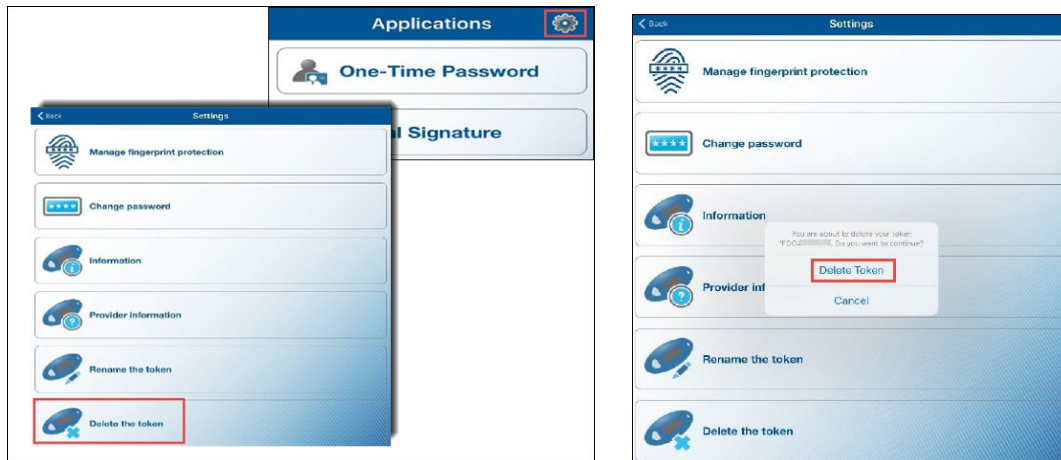 Applications
One-Time Password
l Signature
Back
Settings
Manage fingerprint protection
Change password
Information
Provider information
Rename the token
Delete the token
Back
Settings
Manage fingerprint protection
Change password
Information
You are about to delete your token
Do you want to continue?
Delete Token
Provider inf
Cancel
Rename the token
Delete the token